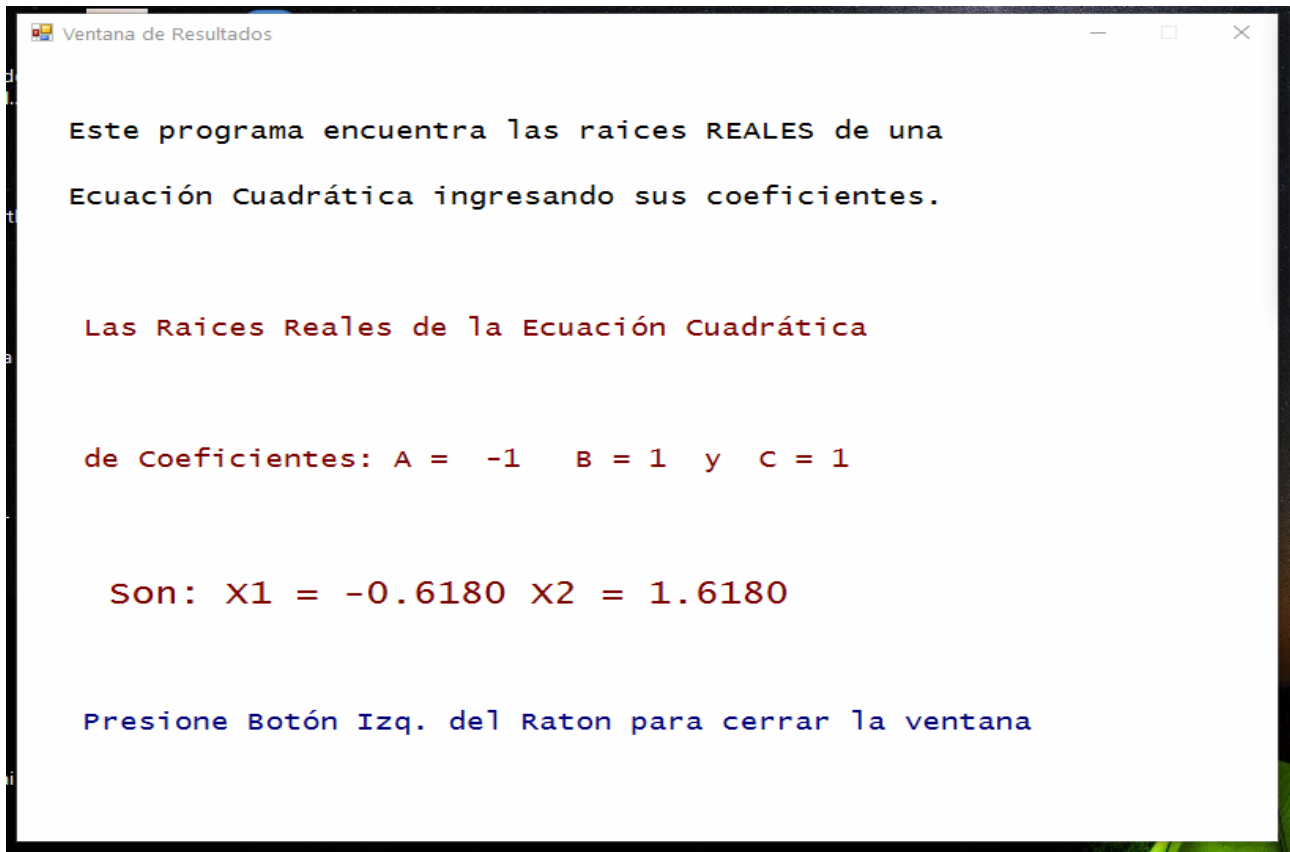 Ventana de Resultados
Este programa encuentra las raices REALES de una
Ecuación Cuadrática ingresando sus coeficientes.
Las Raices Reales de la Ecuación Cuadrática
de Coeficientes: A = -1 B = 1 y C = 1
Son: X1 = -0.6180 X2 = 1.6180
Presione Botón Izq. del Raton para cerrar la ventana